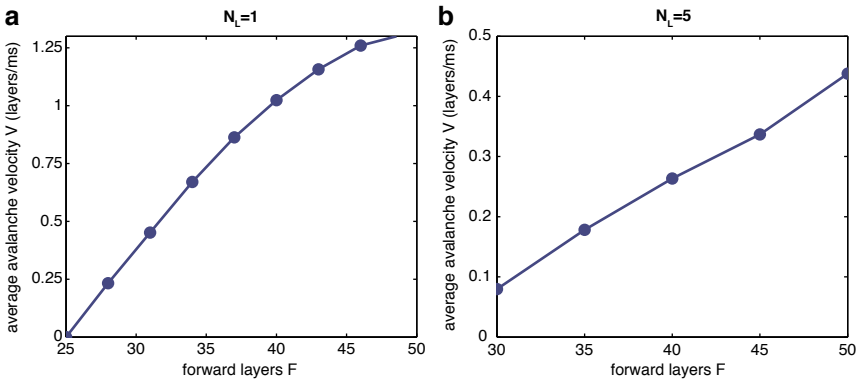 a
N_L=1
average avalanche velocity V (layers/ms)
1.25
1
0.75
0.5
0.25
0
25
30
35
40
45
50
forward layers F
b
N_L=5
average avalanche velocity V (layers/ms)
0.5
0.4
0.3
0.2
0.1
0
30
35
40
45
50
forward layers F